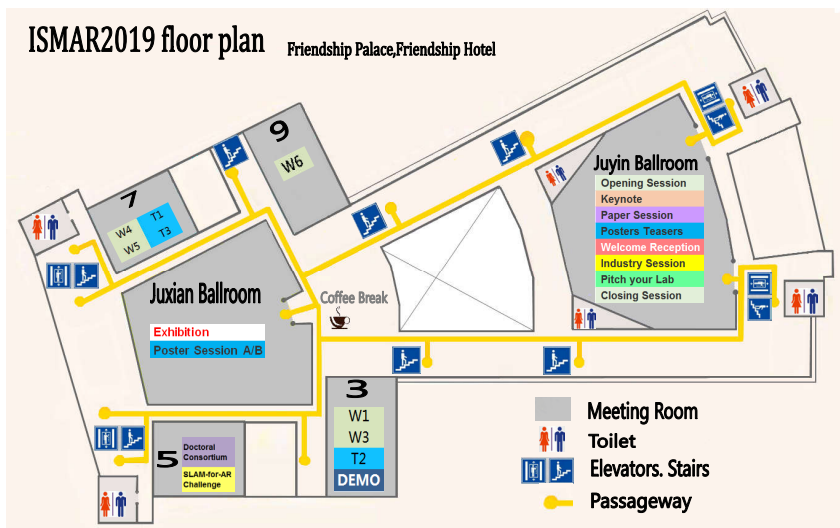 ISMAR2019 floor plan
Friendship Palace,Friendship Hotel
9
W6
7
W4
T1
W5
T3
Juyin Ballroom
Opening Session
Keynote
Paper Session
Posters Teasers
Welcome Reception
Industry Session
Pitch your Lab
Closing Session
Juxian Ballroom
Exhibition
Poster Session A/B
Coffee Break
3
W1
W3
T2
DEMO
5
Doctoral
Consortium
SLAM-for-AR
Challenge
Meeting Room
Toilet
Elevators. Stairs
Passageway